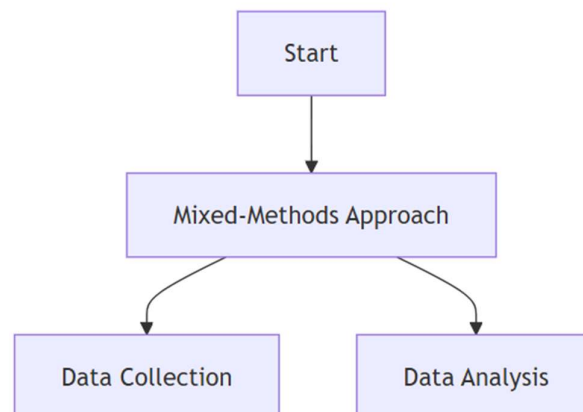 Start
Mixed-Methods Approach
Data Collection
Data Analysis